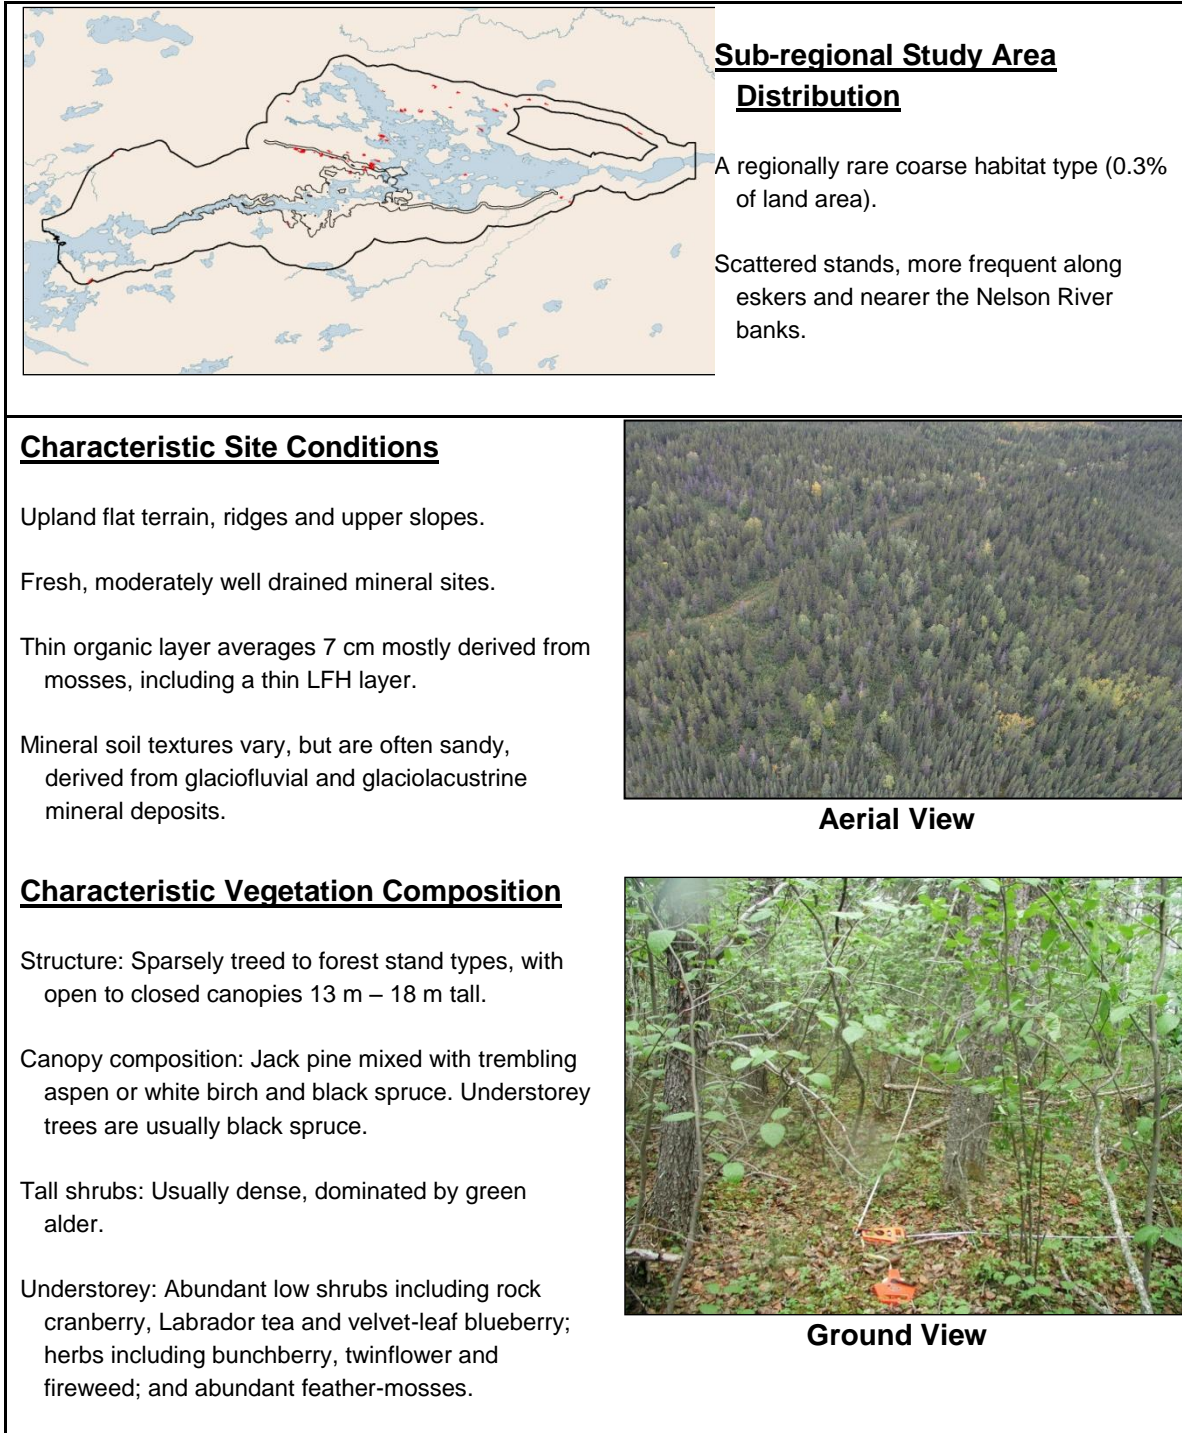 Sub-regional Study Area
Distribution
A regionally rare coarse habitat type (0.3%
of land area).
Scattered stands, more frequent along
eskers and nearer the Nelson River
banks.
Characteristic Site Conditions
Upland flat terrain, ridges and upper slopes.
Fresh, moderately well drained mineral sites.
Thin organic layer averages 7 cm mostly derived from
mosses, including a thin LFH layer.
Mineral soil textures vary, but are often sandy,
derived from glaciofluvial and glaciolacustrine
mineral deposits.
Aerial View
Characteristic Vegetation Composition
Structure: Sparsely treed to forest stand types, with
open to closed canopies 13 m – 18 m tall.
Canopy composition: Jack pine mixed with trembling
aspen or white birch and black spruce. Understorey
trees are usually black spruce.
Tall shrubs: Usually dense, dominated by green
alder.
Understorey: Abundant low shrubs including rock
cranberry, Labrador tea and velvet-leaf blueberry;
herbs including bunchberry, twinflower and
fireweed; and abundant feather-mosses.
Ground View